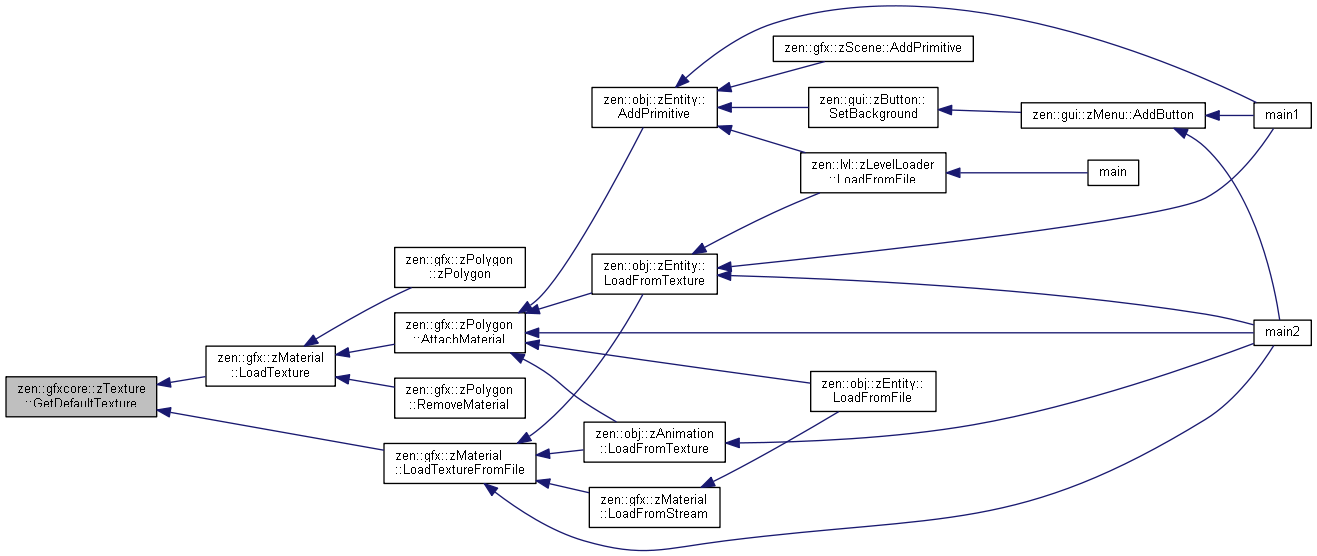 zen::gfxcore::zTexture
::GetDefaultTexture
zen::gfx::zMaterial
::LoadTexture
zen::gfx::zPolygon
::zPolygon
zen::gfx::zPolygon
::AttachMaterial
zen::gfx::zPolygon
::RemoveMaterial
zen::gfx::zMaterial
::LoadTextureFromFile
zen::obj::zEntity::
AddPrimitive
zen::obj::zEntity::
LoadFromTexture
zen::obj::zAnimation
::LoadFromTexture
zen::gfx::zMaterial
::LoadFromStream
zen::gfx::zScene::AddPrimitive
zen::gui::zButton::
SetBackground
zen::lvl::zLevelLoader
::LoadFromFile
zen::obj::zEntity::
LoadFromFile
zen::gui::zMenu::AddButton
main
main1
main2